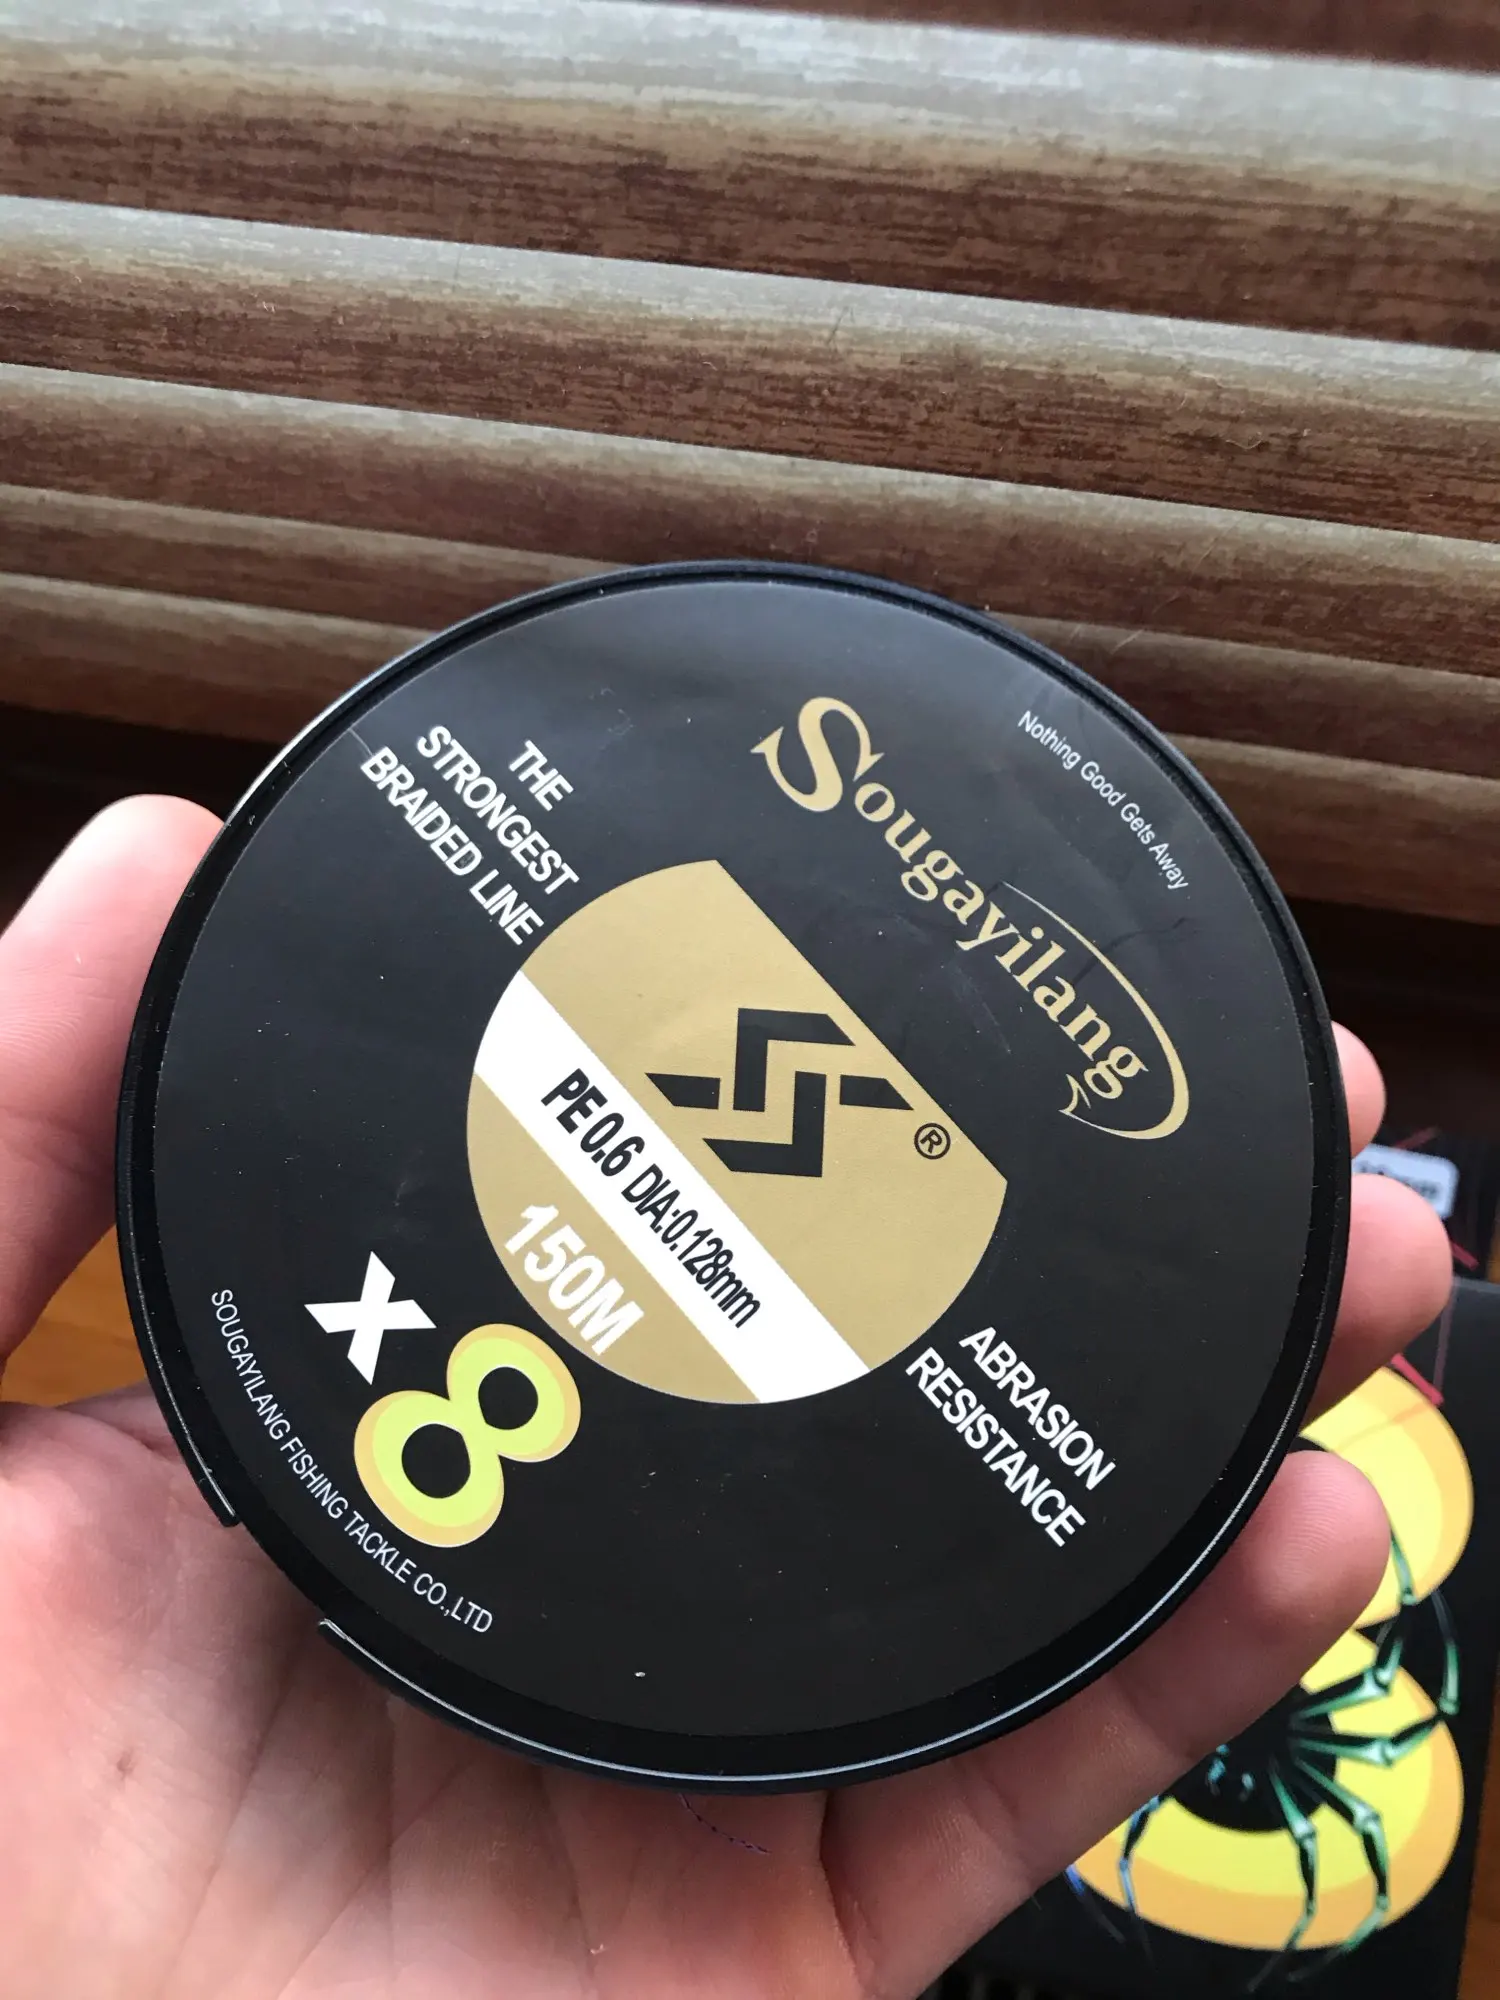 Nothing Good Gets Away
Sougayilang
THE
STRONGEST
BRAIDED LINE
®
PE 0.6 DIA:0.128mm
150M
X8
ABRASION
RESISTANCE
SOUGAYILANG FISHING TACKLE CO.,LTD